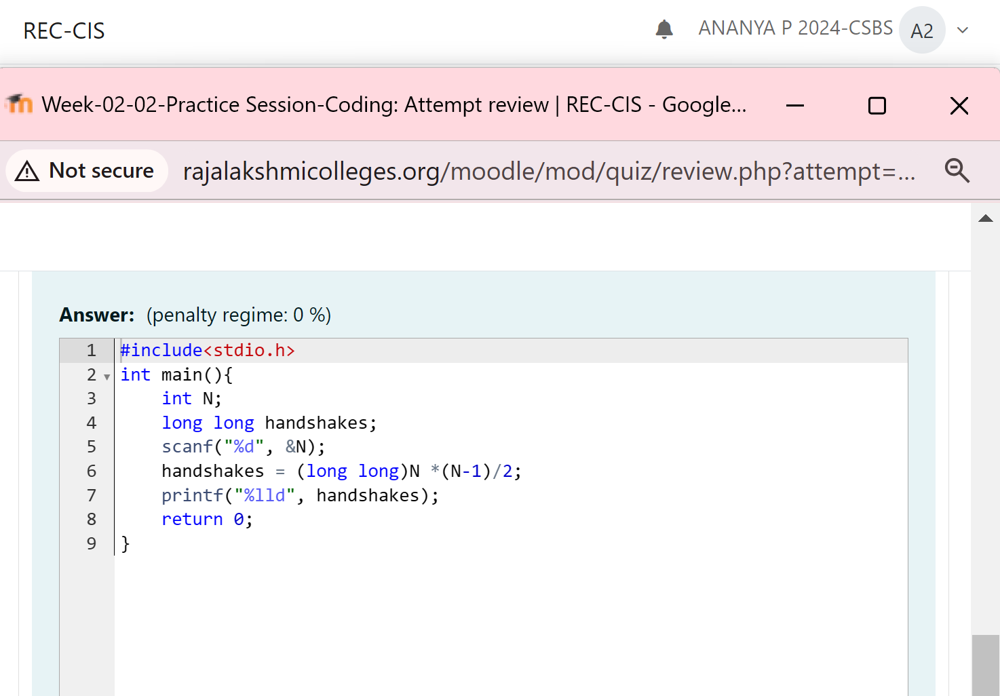 REC-CIS
ANANYA P 2024-CSBS A2
Week-02-02-Practice Session-Coding: Attempt review | REC-CIS - Google...
Not secure rajalakshmicolleges.org/moodle/mod/quiz/review.php?attempt=...
Answer: (penalty regime: 0 %)
1 #include<stdio.h>
2 int main(){
3     int N;
4     long long handshakes;
5     scanf("%d", &N);
6     handshakes = (long long)N *(N-1)/2;
7     printf("%lld", handshakes);
8     return 0;
9 }